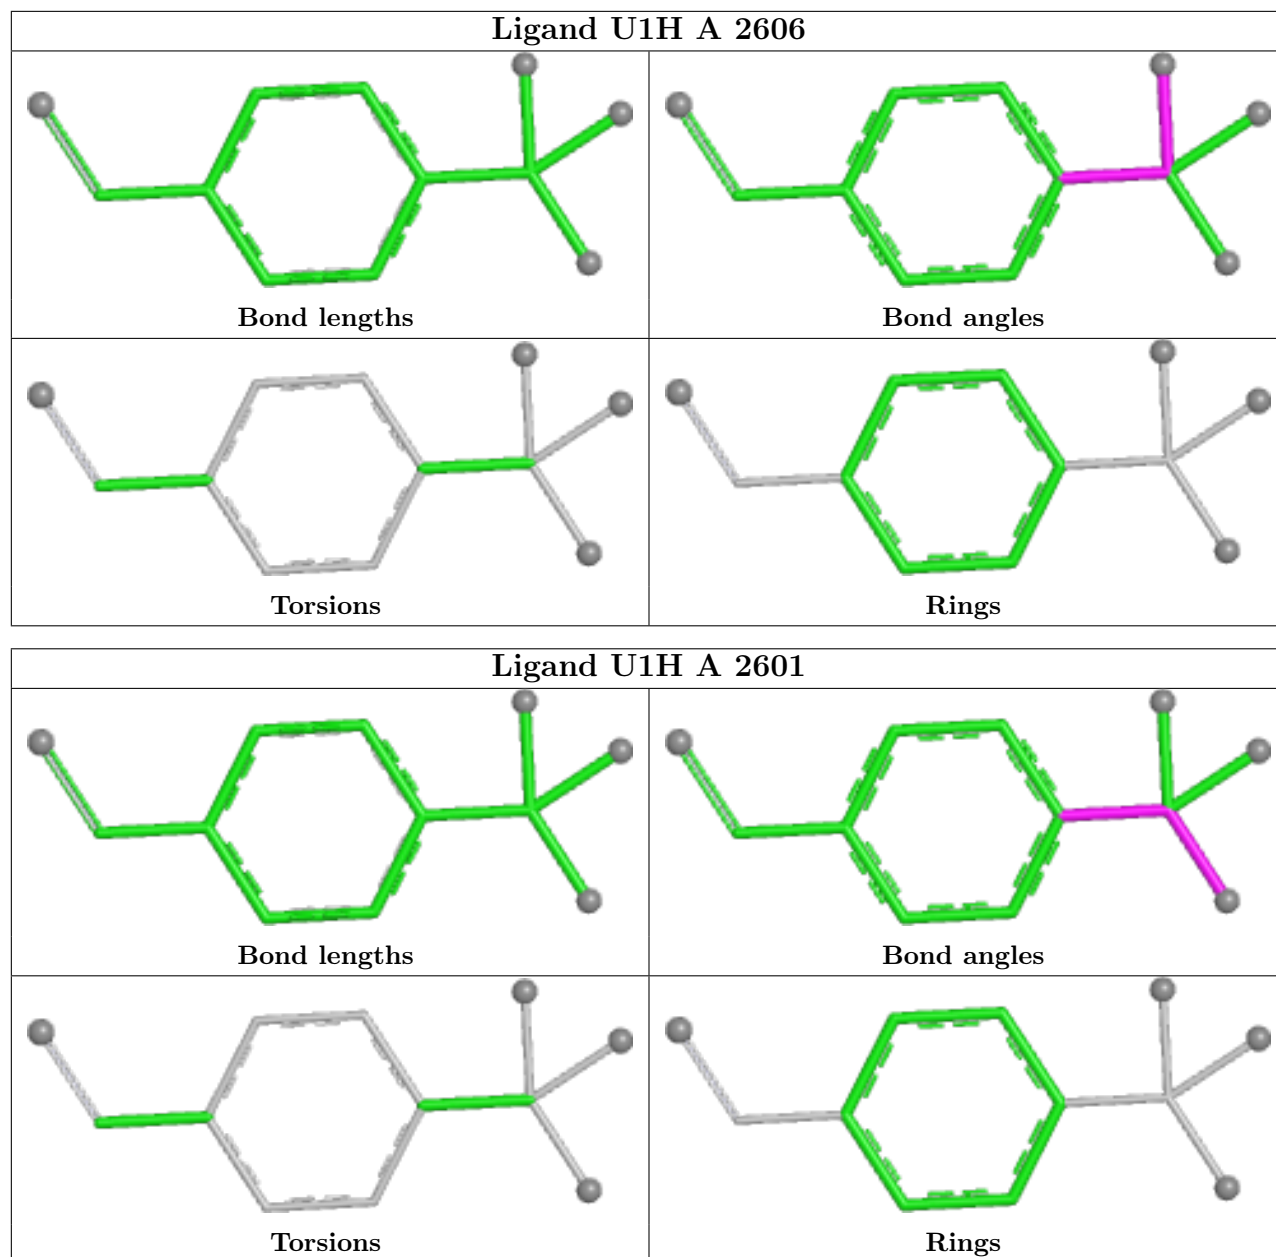 Ligand U1H A 2606
Bond lengths
Bond angles
Torsions
Rings
Ligand U1H A 2601
Bond lengths
Bond angles
Torsions
Rings